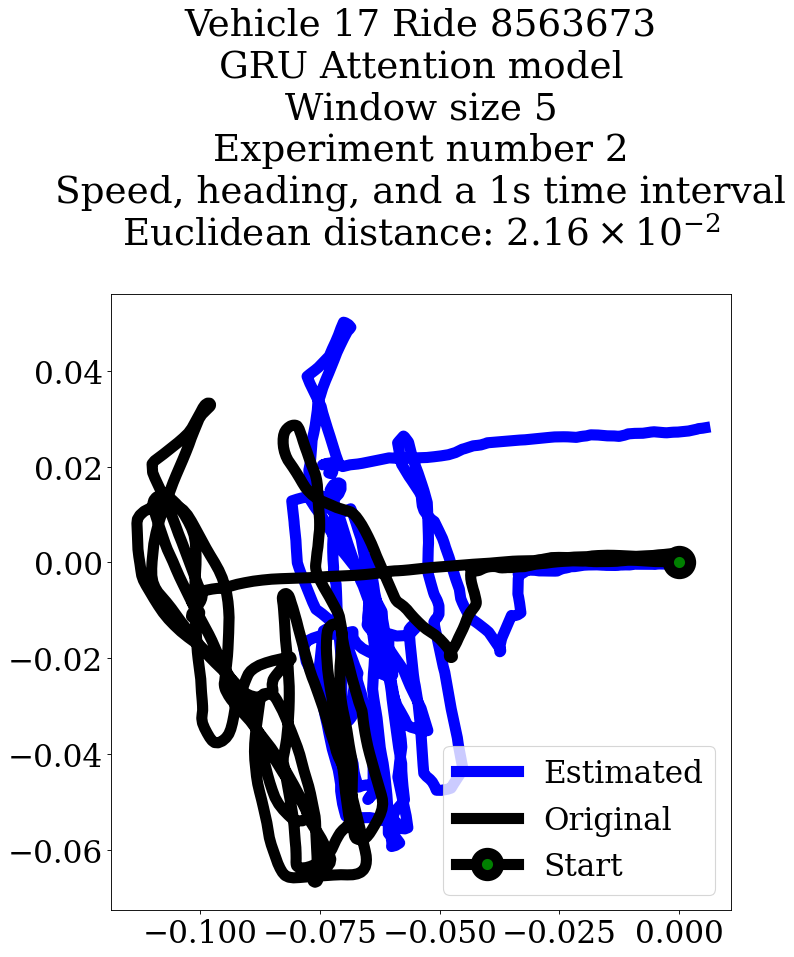 Vehicle 17 Ride 8563673
GRU Attention model
Window size 5
Experiment number 2
Speed, heading, and a 1s time interval
Euclidean distance: 2.16 × 10⁻²
0.04
0.02
0.00
−0.02
−0.04
−0.06
Estimated
Original
Start
−0.100 −0.075 −0.050 −0.025 0.000